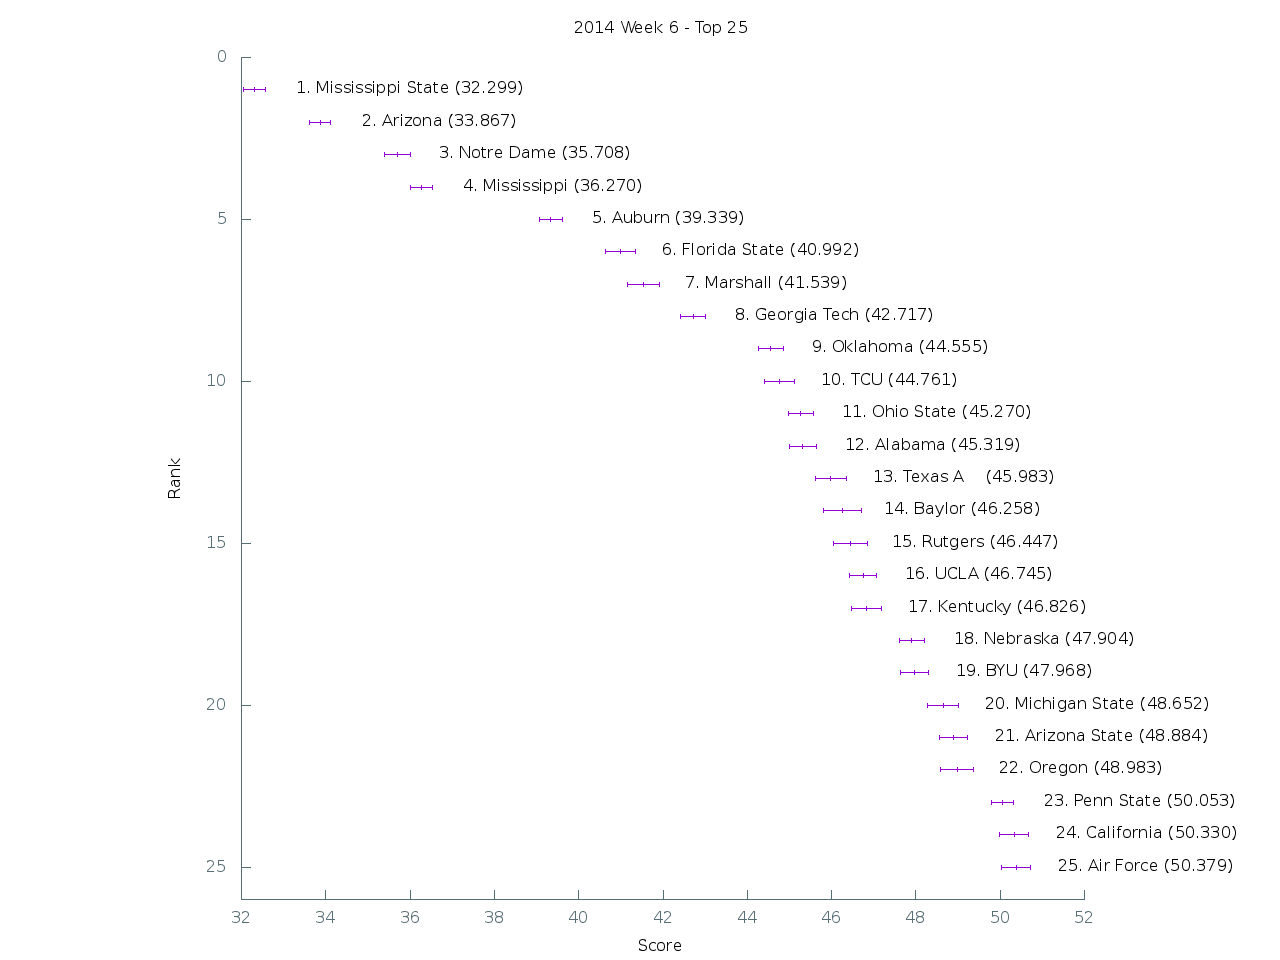 2014 Week 6 - Top 25
0
1. Mississippi State (32.299)
2. Arizona (33.867)
3. Notre Dame (35.708)
4. Mississippi (36.270)
5
5. Auburn (39.339)
6. Florida State (40.992)
7. Marshall (41.539)
8. Georgia Tech (42.717)
9. Oklahoma (44.555)
10
10. TCU (44.761)
11. Ohio State (45.270)
12. Alabama (45.319)
Rank
13. Texas A (45.983)
14. Baylor (46.258)
15
15. Rutgers (46.447)
16. UCLA (46.745)
17. Kentucky (46.826)
18. Nebraska (47.904)
19. BYU (47.968)
20
20. Michigan State (48.652)
21. Arizona State (48.884)
22. Oregon (48.983)
23. Penn State (50.053)
24. California (50.330)
25
25. Air Force (50.379)
32 34 36 38 40 42 44 46 48 50 52
Score